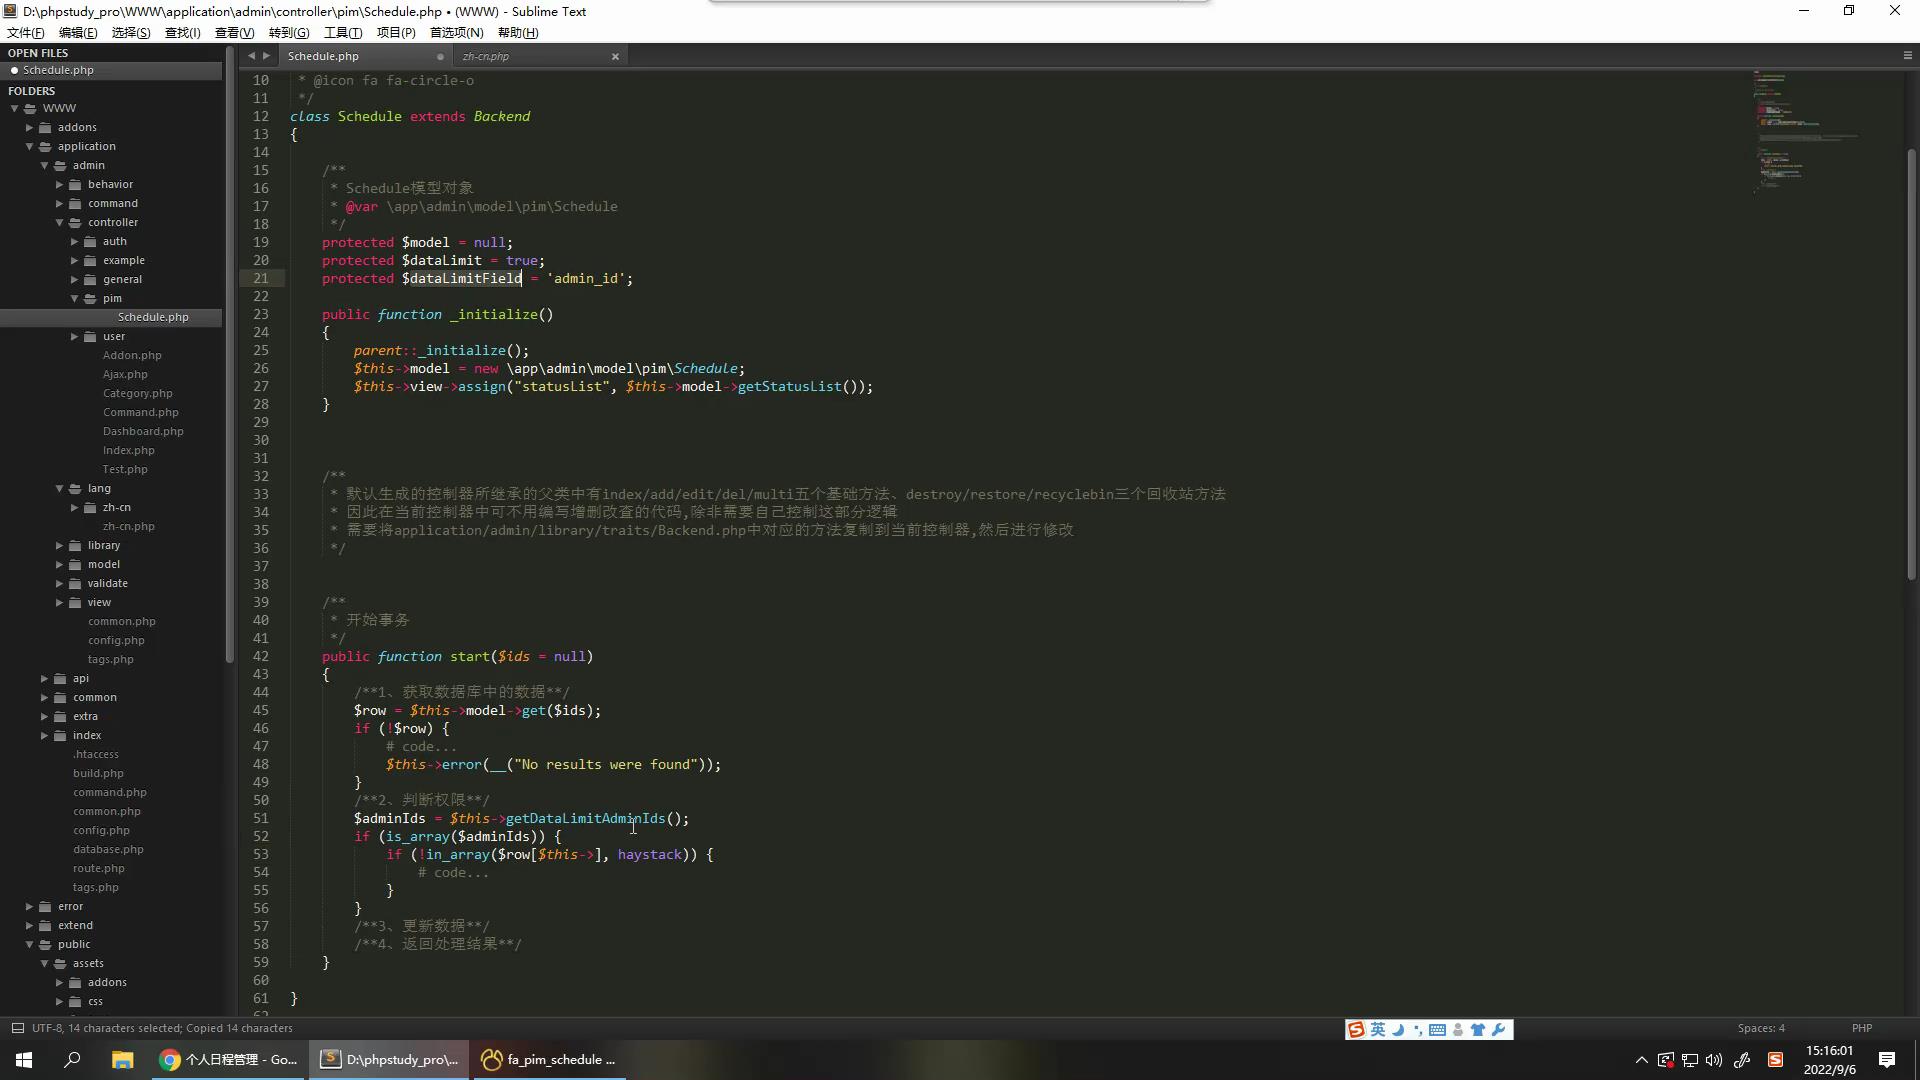 D:\phpstudy_pro\WWW\application\admin\controller\pim\Schedule.php • (WWW) - Sublime Text
文件(F) 编辑(E) 选择(S) 查找(I) 查看(V) 转到(G) 工具(T) 项目(P) 首选项(N) 帮助(H)
OPEN FILES
Schedule.php
FOLDERS
WWW
addons
application
admin
behavior
command
controller
auth
example
general
pim
Schedule.php
user
Addon.php
Ajax.php
Category.php
Command.php
Dashboard.php
Index.php
Test.php
lang
zh-cn
zh-cn.php
library
model
validate
view
common.php
config.php
tags.php
api
common
extra
index
.htaccess
build.php
command.php
common.php
config.php
database.php
route.php
tags.php
error
extend
public
assets
addons
css
Schedule.php zh-cn.php
10 * @icon fa fa-circle-o
11 */
12 class Schedule extends Backend
13 {
14
15 /**
16 * Schedule模型对象
17 * @var \app\admin\model\pim\Schedule
18 */
19 protected $model = null;
20 protected $dataLimit = true;
21 protected $dataLimitField = 'admin_id';
22
23 public function _initialize()
24 {
25 parent::_initialize();
26 $this->model = new \app\admin\model\pim\Schedule;
27 $this->view->assign("statusList", $this->model->getStatusList());
28 }
29
30
31
32 /**
33 * 默认生成的控制器所继承的父类中有index/add/edit/del/multi五个基础方法、destroy/restore/recyclebin三个回收站方法
34 * 因此在当前控制器中可不用编写增删改查的代码,除非需要自己控制这部分逻辑
35 * 需要将application/admin/library/traits/Backend.php中对应的方法复制到当前控制器,然后进行修改
36 */
37
38
39 /**
40 * 开始事务
41 */
42 public function start($ids = null)
43 {
44 /**1、获取数据库中的数据**/
45 $row = $this->model->get($ids);
46 if (!$row) {
47 # code...
48 $this->error(__("No results were found"));
49 }
50 /**2、判断权限**/
51 $adminIds = $this->getDataLimitAdminIds();
52 if (is_array($adminIds)) {
53 if (!in_array($row[$this->], haystack)) {
54 # code...
55 }
56 }
57 /**3、更新数据**/
58 /**4、返回处理结果**/
59 }
60
61 }
62
UTF-8, 14 characters selected; Copied 14 characters
英
Spaces: 4 PHP
个人日程管理 - Go...
D:\phpstudy_pro\...
fa_pim_schedule ...
15:16:01
2022/9/6